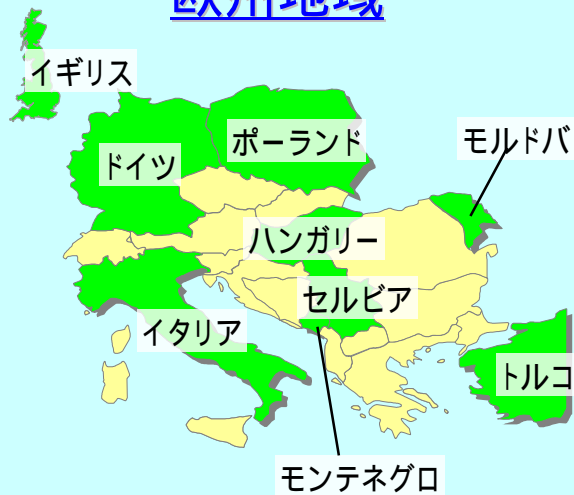 欧州地域
イギリス
ポーランド
モルドバ
ドイツ
ハンガリー
セルビア
イタリア
トルコ
モンテネグロ